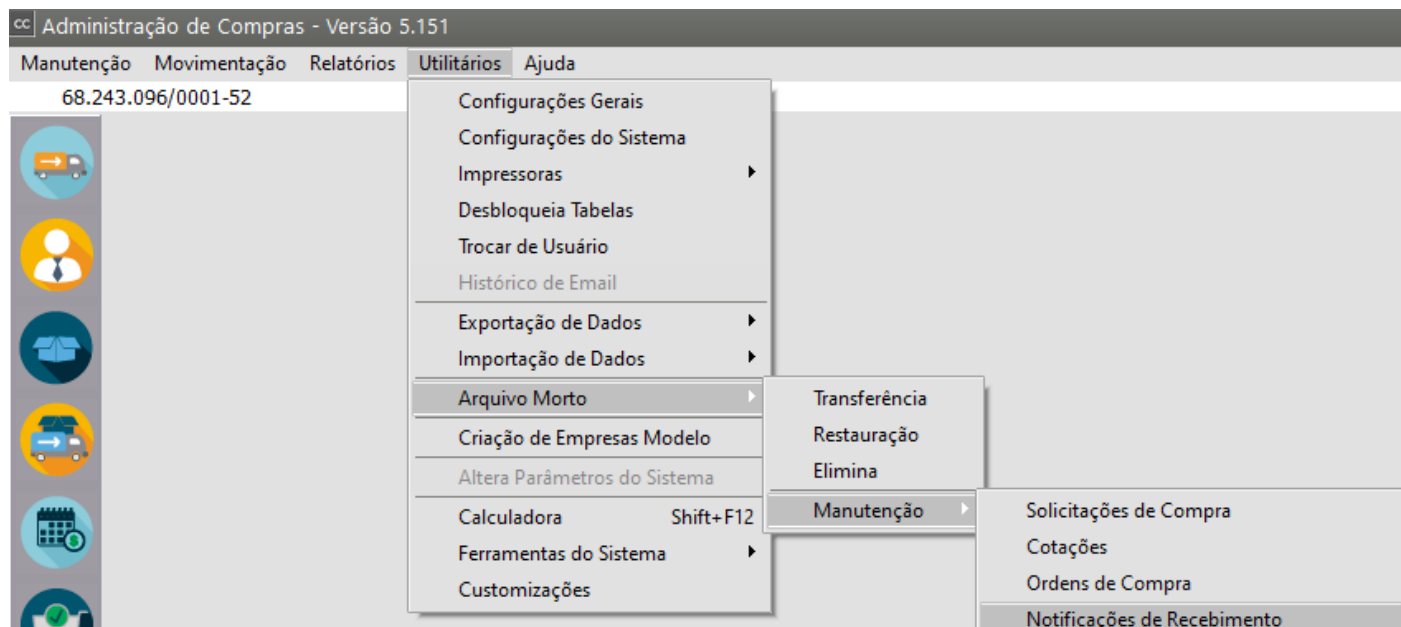 cc Administração de Compras - Versão 5.151
Manutenção Movimentação Relatórios Utilitários Ajuda
68.243.096/0001-52
Configurações Gerais
Configurações do Sistema
Impressoras
Desbloqueia Tabelas
Trocar de Usuário
Histórico de Email
Exportação de Dados
Importação de Dados
Arquivo Morto
Criação de Empresas Modelo
Altera Parâmetros do Sistema
Calculadora Shift+F12
Ferramentas do Sistema
Customizações
Transferência
Restauração
Elimina
Manutenção
Solicitações de Compra
Cotações
Ordens de Compra
Notificações de Recebimento